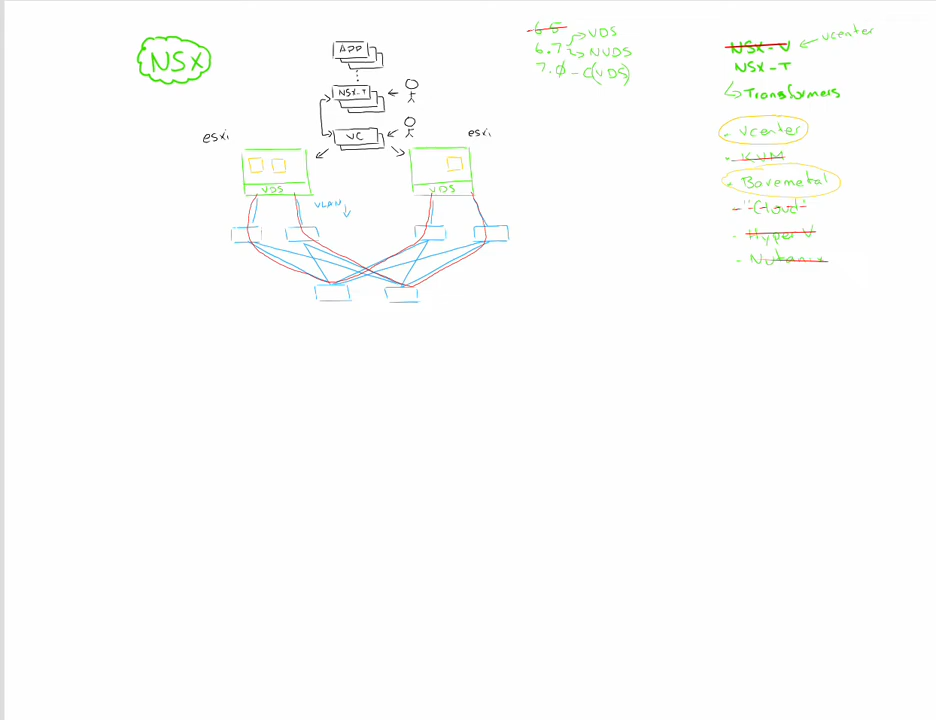 NSX
APP
NSX-T
VC
esxi
esxi
VDS
VDS
VLAN
6.5
6.7 VDS
NVDS
7.0 - C(VDS)
NSX-V vcenter
NSX-T
Transformers
- vcenter
- KVM
- Baremetal
- "Cloud"
- Hyper V
- Nutanix